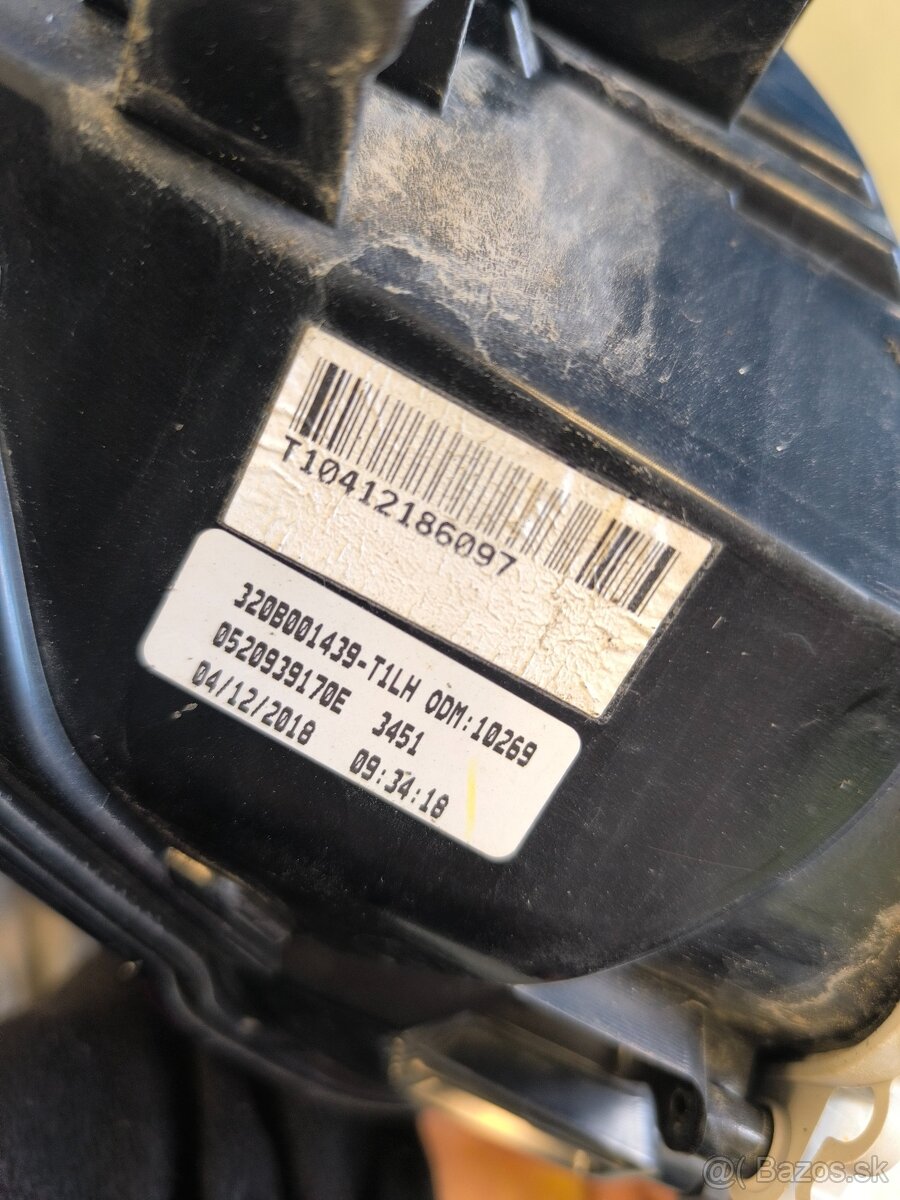 T10412186097
320B001439-T1LH ODM:10269
0520939170E 3451
04/12/2018 09:34:18
@( Bazos.sk